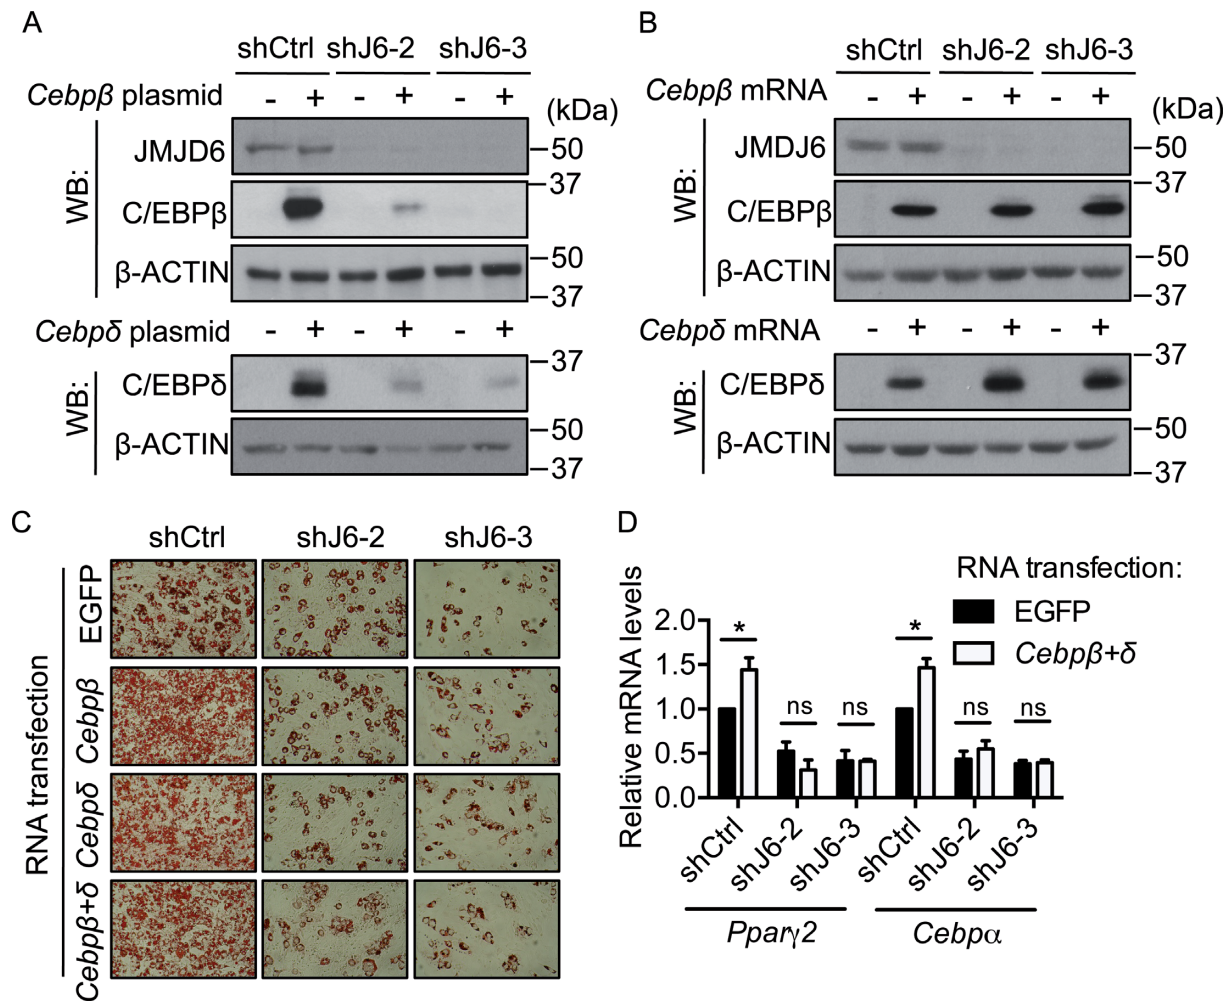 A
shCtrl shJ6-2 shJ6-3
Cebpβ plasmid - + - + - + (kDa)
WB:
JMJD6 50
37
C/EBPβ
β-ACTIN 50
37
Cebpδ plasmid - + - + - +
WB:
37
C/EBPδ
β-ACTIN 50
37
B
shCtrl shJ6-2 shJ6-3
Cebpβ mRNA - + - + - + (kDa)
WB:
JMDJ6 50
37
C/EBPβ
β-ACTIN 50
37
Cebpδ mRNA - + - + - +
WB:
37
C/EBPδ
β-ACTIN 50
37
C
shCtrl shJ6-2 shJ6-3
RNA transfection
EGFP
Cebpβ
Cebpδ
Cebpβ+δ
D
RNA transfection:
EGFP
Cebpβ+δ
Relative mRNA levels
2.0
1.5
1.0
0.5
0.0
* ns ns * ns ns
shCtrl shJ6-2 shJ6-3 shCtrl shJ6-2 shJ6-3
Pparγ2 Cebpα